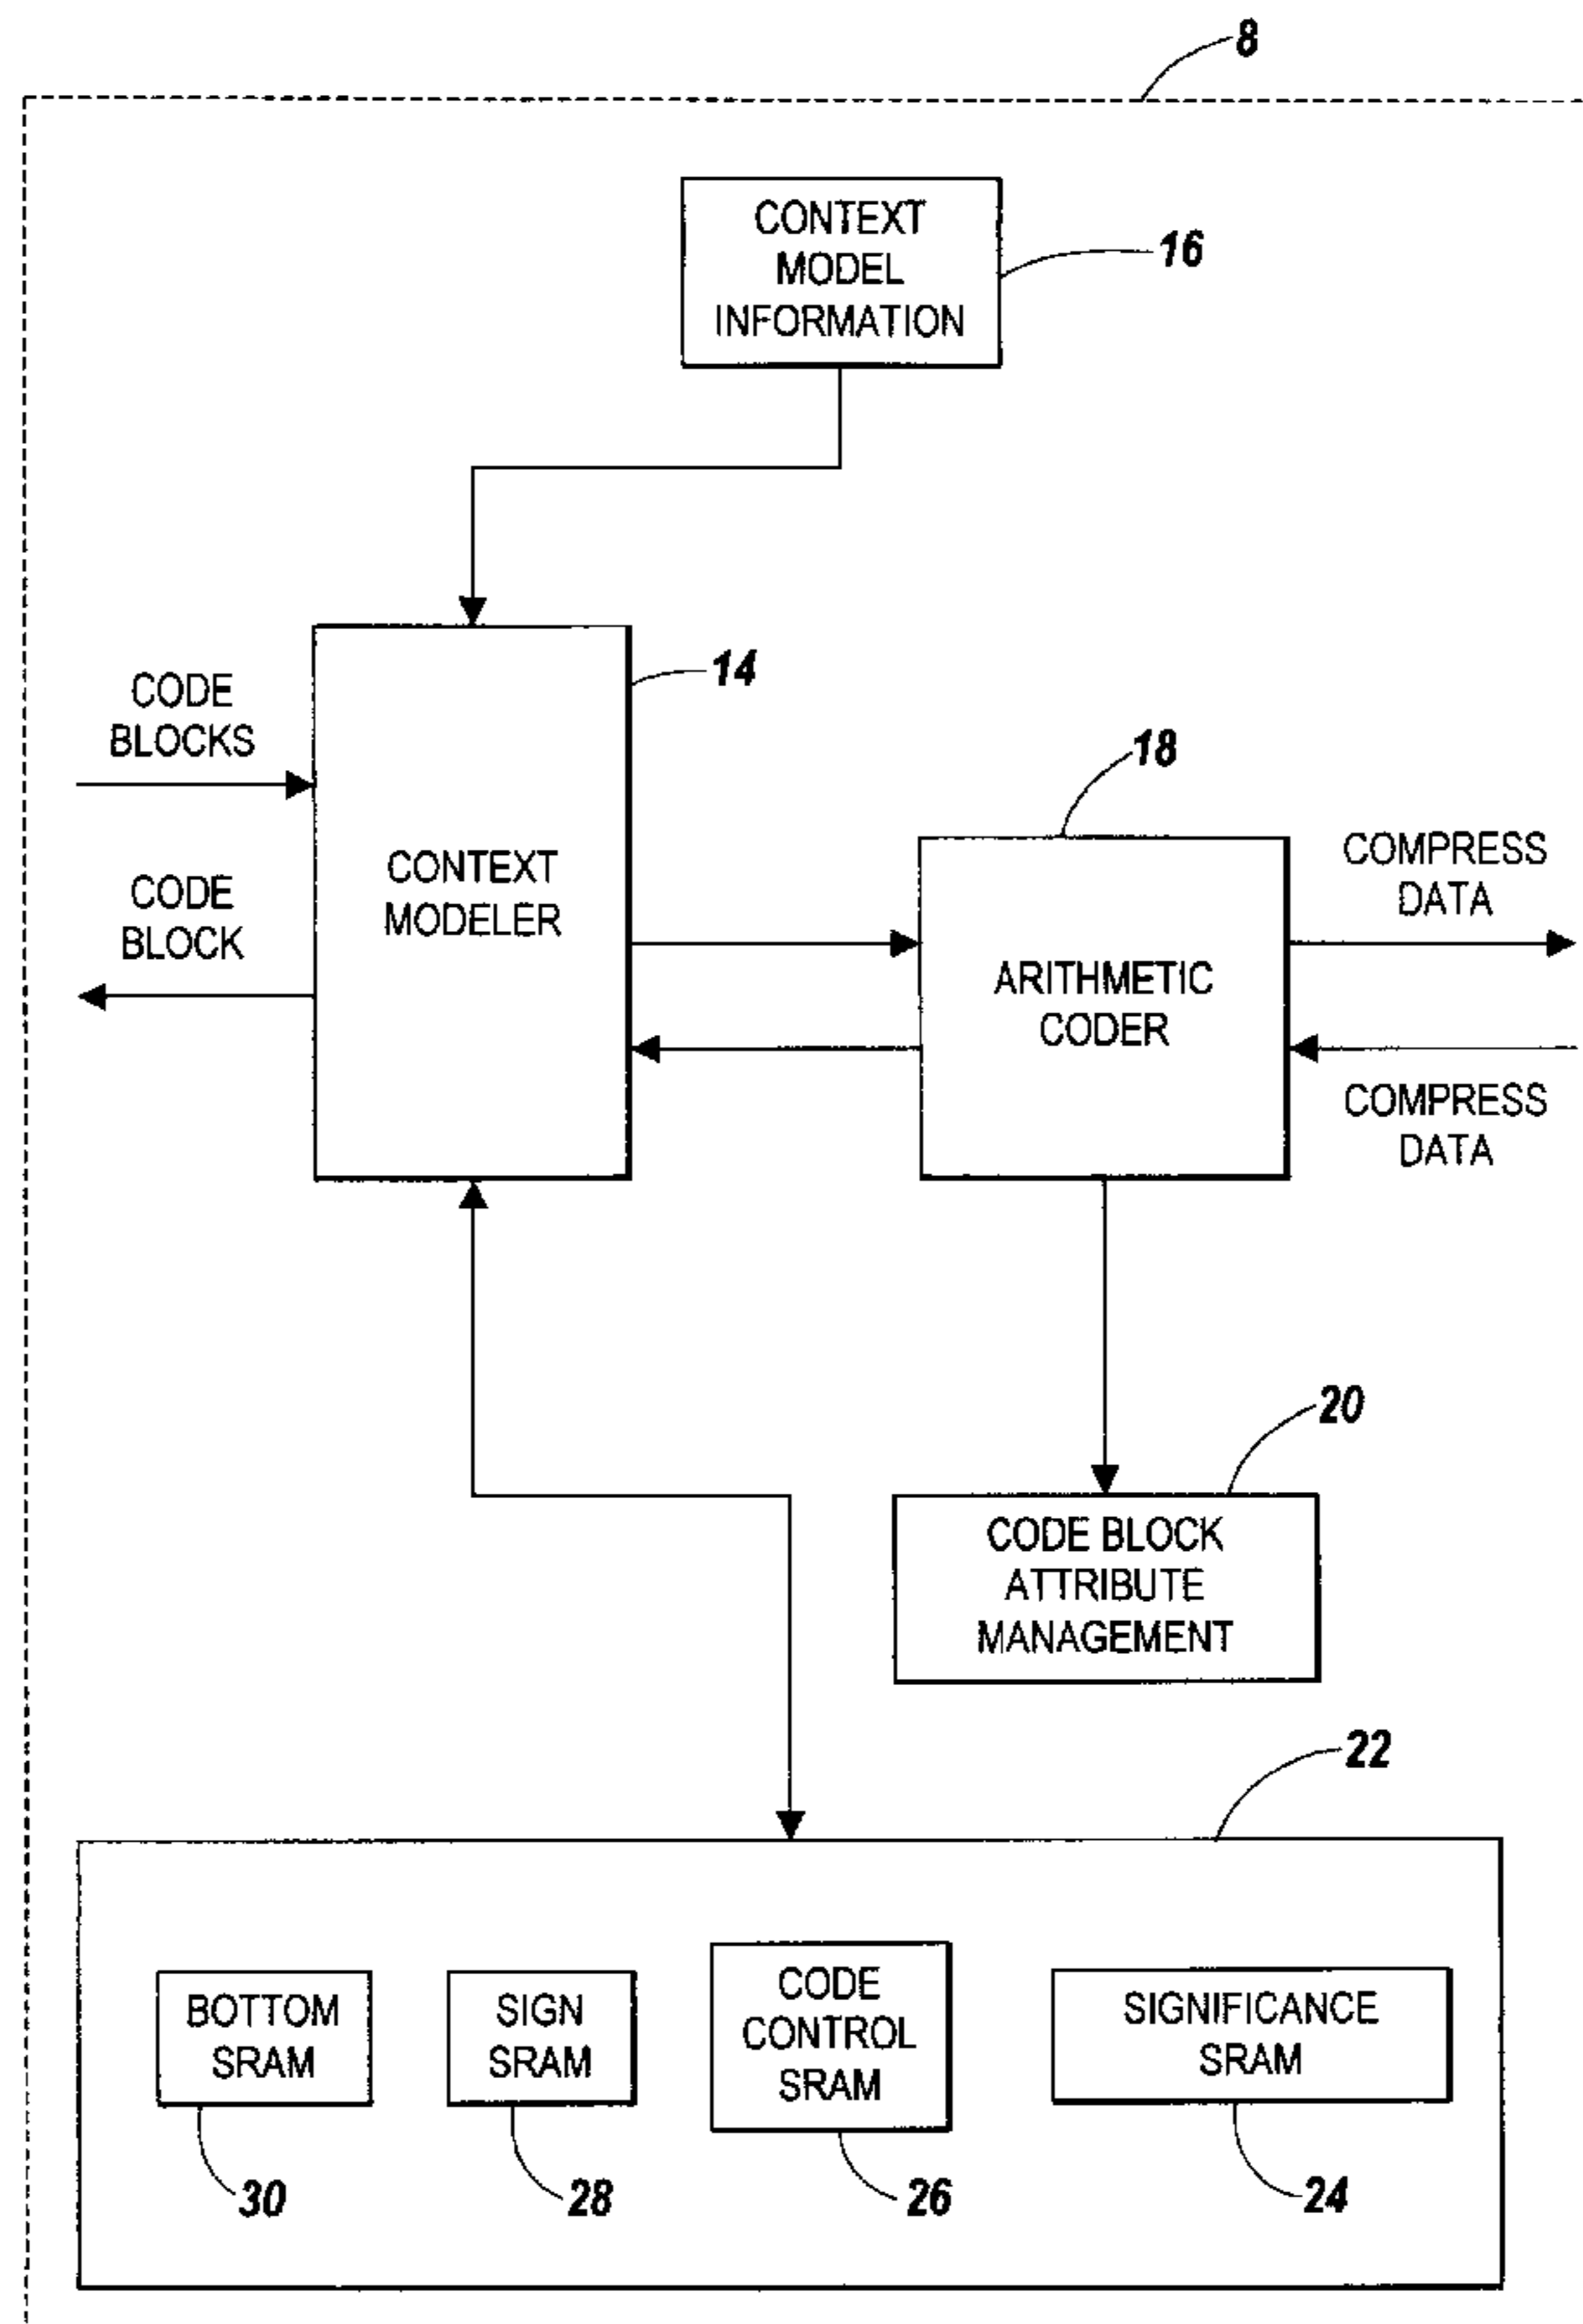 8
CONTEXT
MODEL
INFORMATION
16
CODE
BLOCKS
14
CODE
BLOCK
CONTEXT
MODELER
18
ARITHMETIC
CODER
COMPRESS
DATA
COMPRESS
DATA
20
CODE BLOCK
ATTRIBUTE
MANAGEMENT
22
BOTTOM
SRAM
SIGN
SRAM
CODE
CONTROL
SRAM
SIGNIFICANCE
SRAM
30
28
26
24